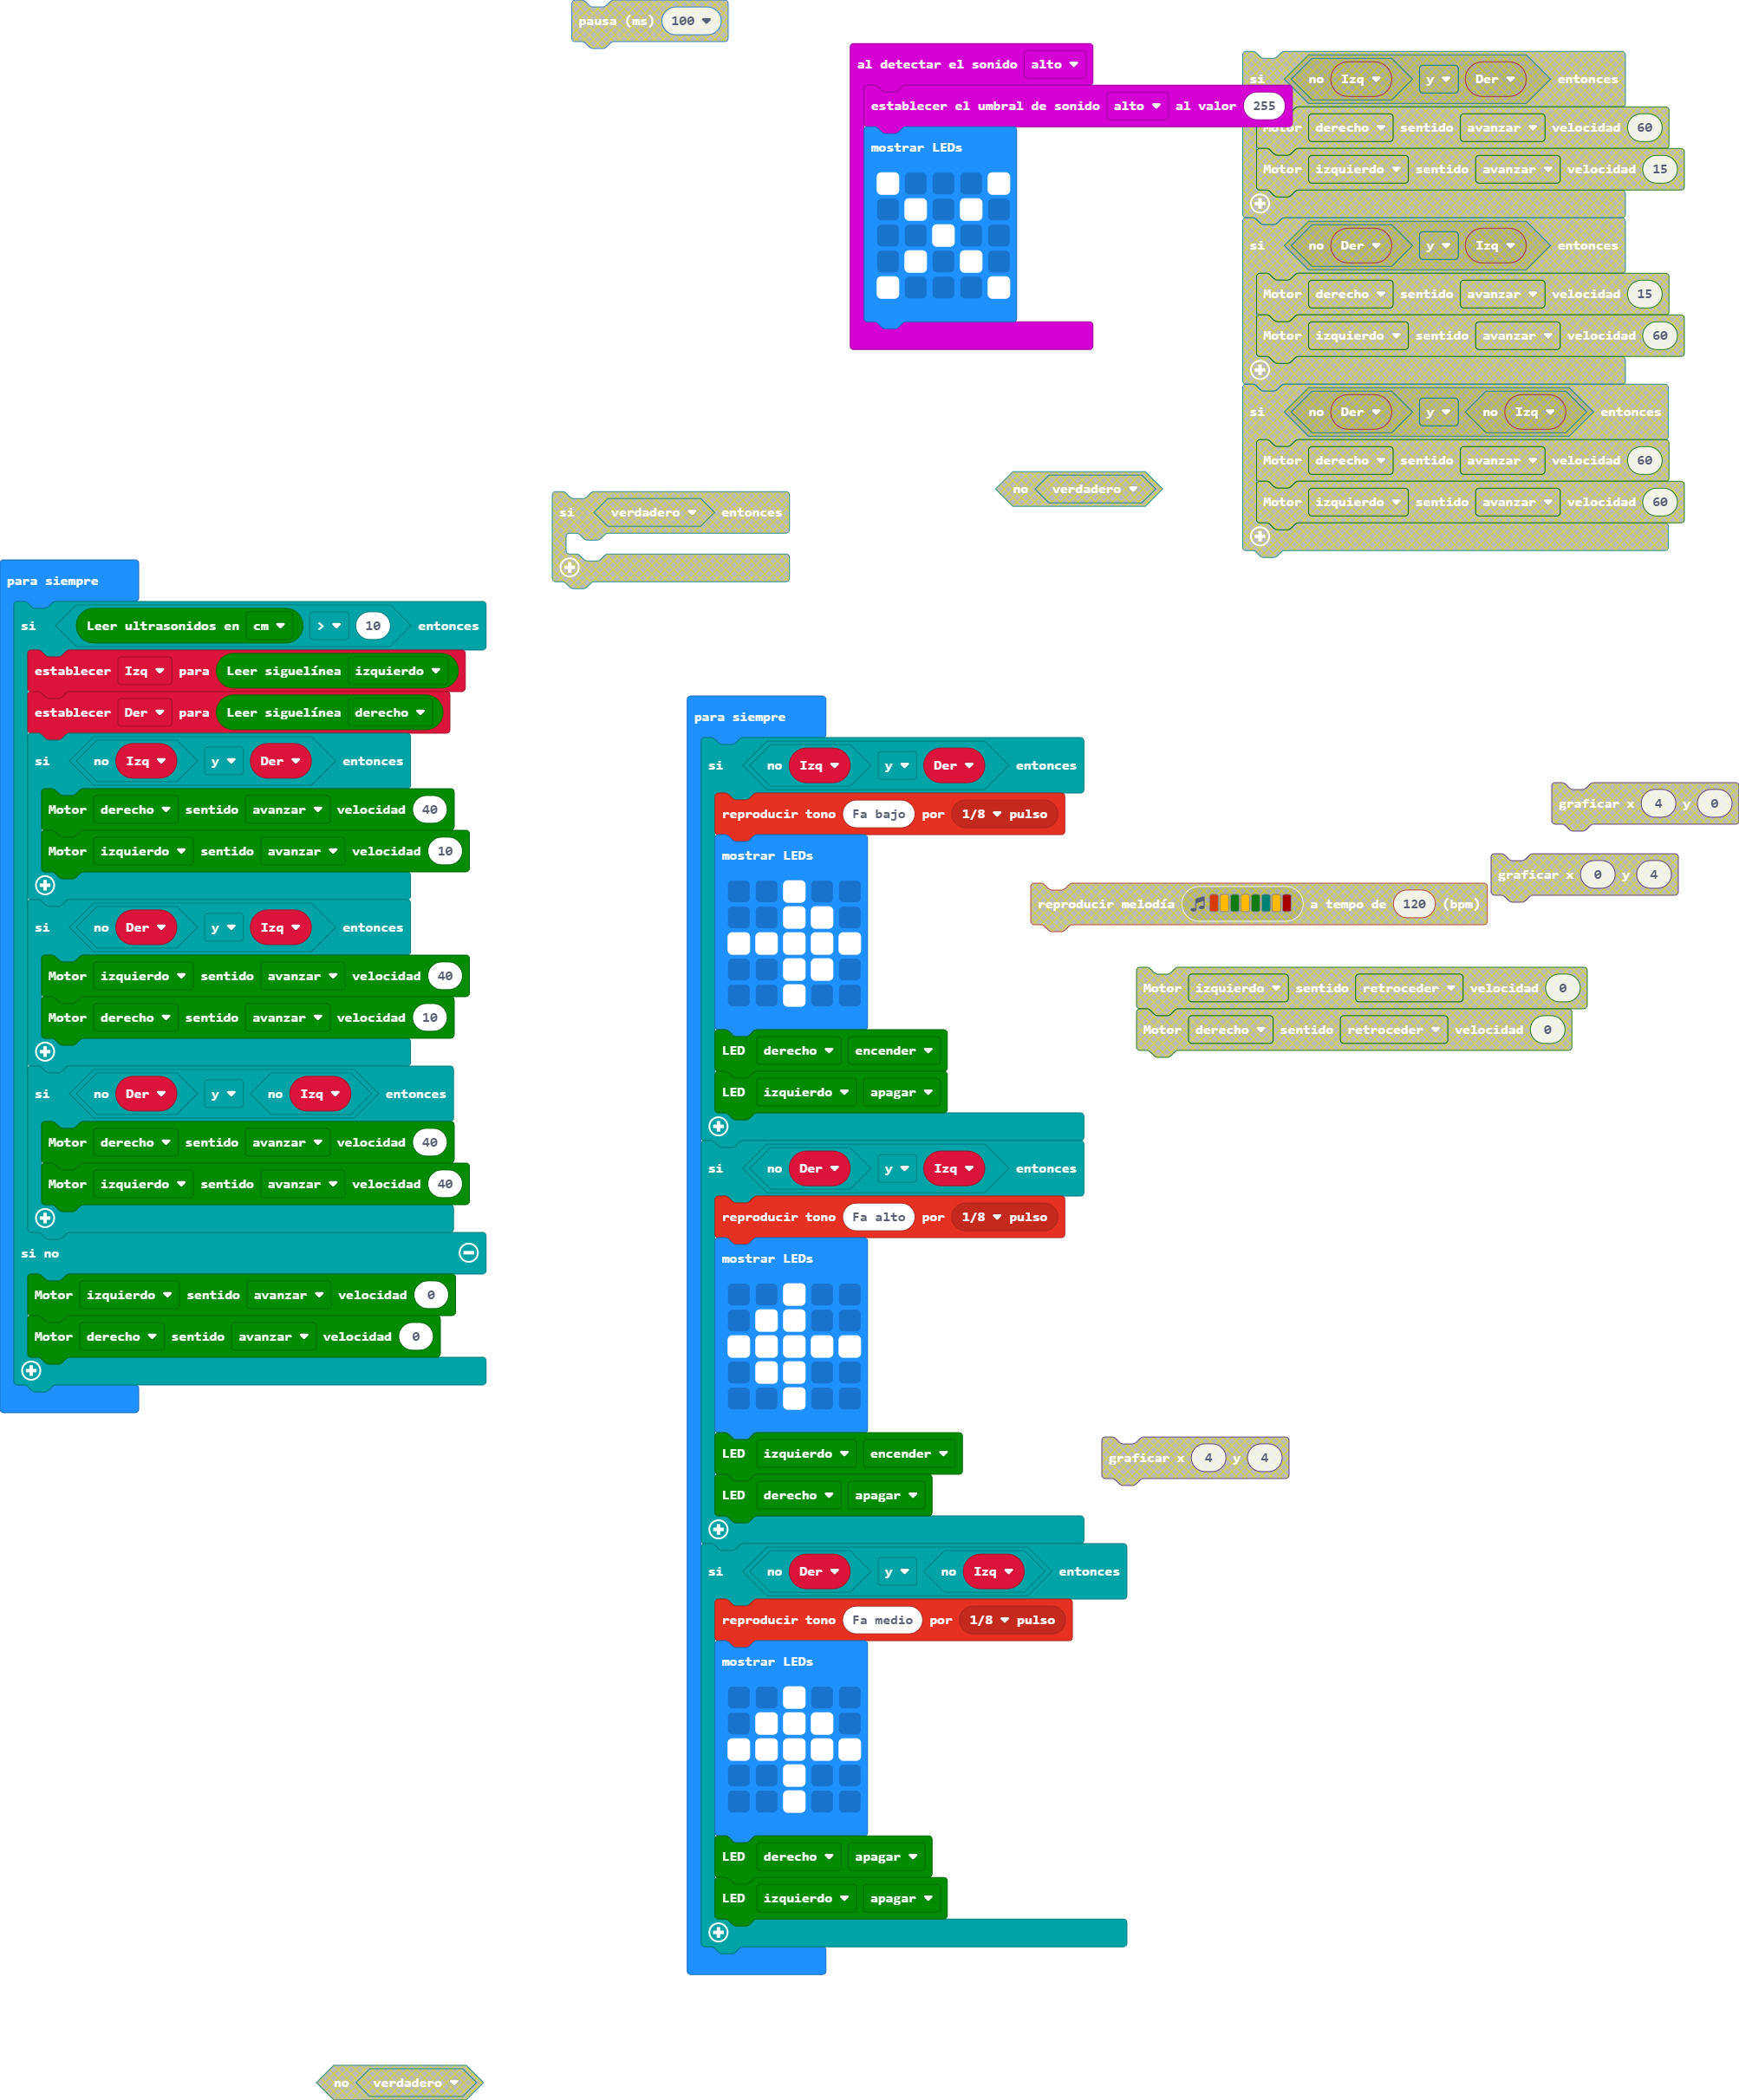 pausa (ms) 100
al detectar el sonido alto
establecer el umbral de sonido alto al valor 255
mostrar LEDs
si no Izq y Der entonces
Motor derecho sentido avanzar velocidad 60
Motor izquierdo sentido avanzar velocidad 15
si no Der y Izq entonces
Motor derecho sentido avanzar velocidad 15
Motor izquierdo sentido avanzar velocidad 60
si no Der y no Izq entonces
Motor derecho sentido avanzar velocidad 60
Motor izquierdo sentido avanzar velocidad 60
no verdadero
si verdadero entonces
para siempre
si Leer ultrasonidos en cm > 10 entonces
establecer Izq para Leer siguelínea izquierdo
establecer Der para Leer siguelínea derecho
si no Izq y Der entonces
Motor derecho sentido avanzar velocidad 40
Motor izquierdo sentido avanzar velocidad 10
si no Der y Izq entonces
Motor izquierdo sentido avanzar velocidad 40
Motor derecho sentido avanzar velocidad 10
si no Der y no Izq entonces
Motor derecho sentido avanzar velocidad 40
Motor izquierdo sentido avanzar velocidad 40
si no
Motor izquierdo sentido avanzar velocidad 0
Motor derecho sentido avanzar velocidad 0
para siempre
si no Izq y Der entonces
reproducir tono Fa bajo por 1/8 pulso
mostrar LEDs
LED derecho encender
LED izquierdo apagar
si no Der y Izq entonces
reproducir tono Fa alto por 1/8 pulso
mostrar LEDs
LED izquierdo encender
LED derecho apagar
si no Der y no Izq entonces
reproducir tono Fa medio por 1/8 pulso
mostrar LEDs
LED derecho apagar
LED izquierdo apagar
graficar x 4 y 0
graficar x 0 y 4
reproducir melodía a tempo de 120 (bpm)
Motor izquierdo sentido retroceder velocidad 0
Motor derecho sentido retroceder velocidad 0
graficar x 4 y 4
no verdadero